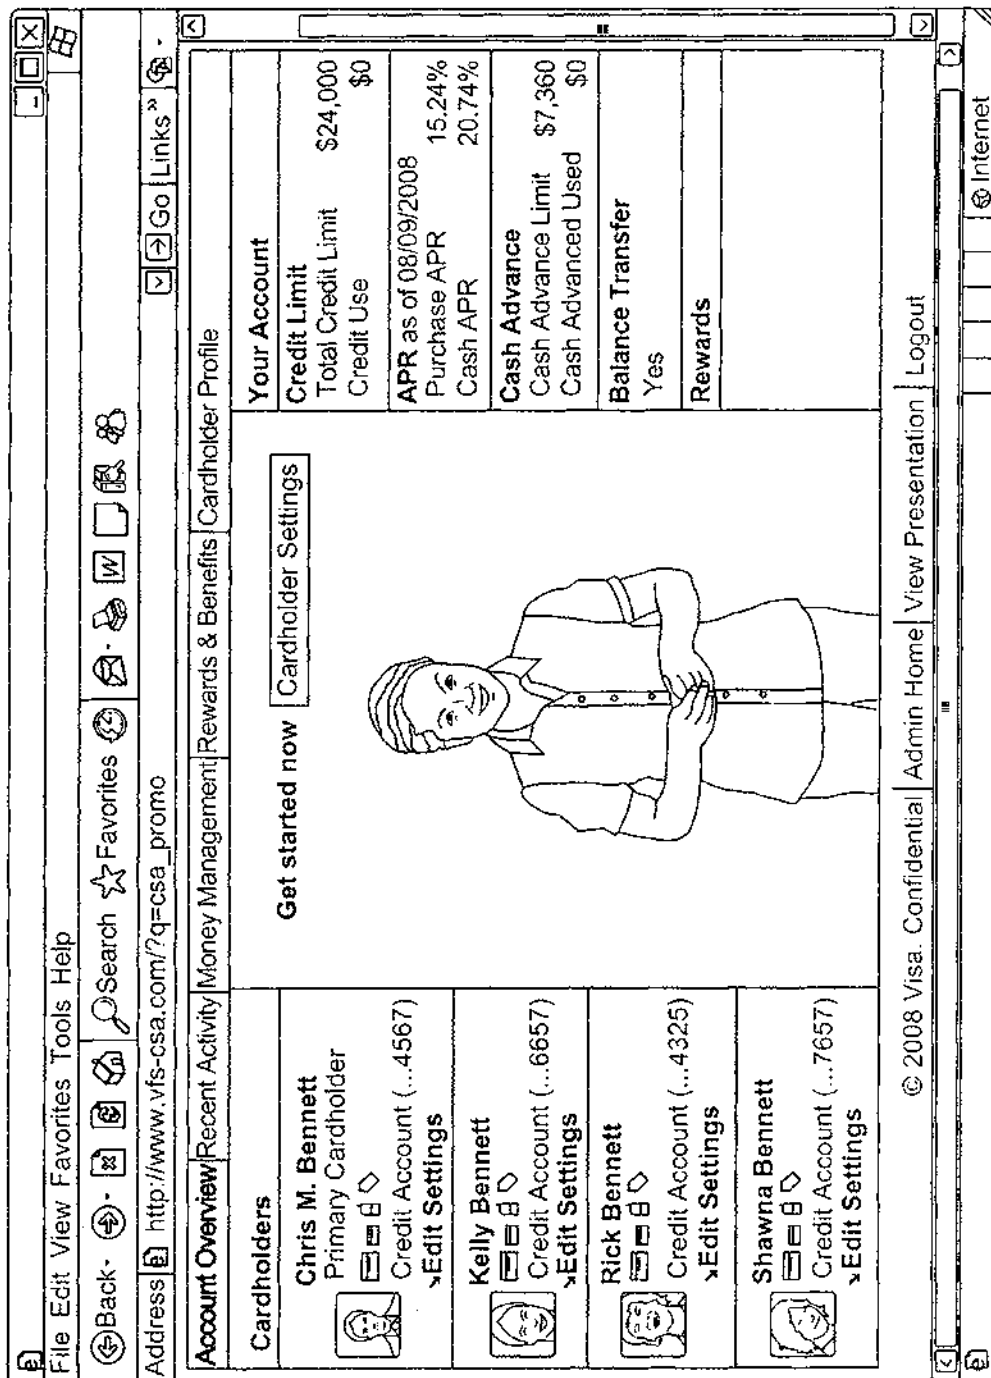 File Edit View Favorites Tools Help
Back Search Favorites W
Address http://www.vfs-csa.com/?q=csa_promo Go Links »
Account Overview Recent Activity Money Management Rewards & Benefits Cardholder Profile
Cardholders
Chris M. Bennett
Primary Cardholder
Credit Account (...4567)
Edit Settings
Kelly Bennett
Credit Account (...6657)
Edit Settings
Rick Bennett
Credit Account (...4325)
Edit Settings
Shawna Bennett
Credit Account (...7657)
Edit Settings
Get started now Cardholder Settings
Your Account
Credit Limit
Total Credit Limit $24,000
Credit Use $0
APR as of 08/09/2008
Purchase APR 15.24%
Cash APR 20.74%
Cash Advance
Cash Advance Limit $7,360
Cash Advanced Used $0
Balance Transfer
Yes
Rewards
© 2008 Visa. Confidential Admin Home View Presentation Logout
Internet